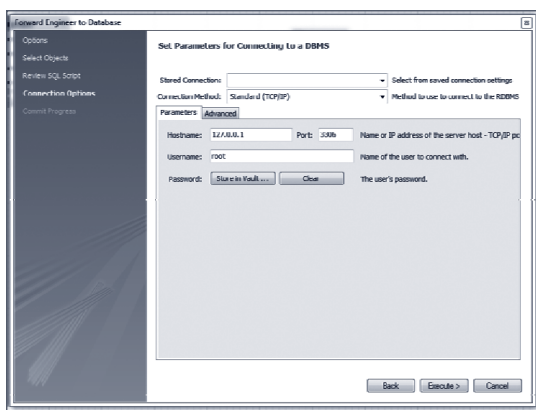 Forward Engineer to Database
Options
Select Objects
Review SQL Script
Connection Options
Commit Progress
Set Parameters for Connecting to a DBMS
Stored Connection: Select from saved connection settings
Connection Method: Standard (TCP/IP) Method to use to connect to the RDBMS
Parameters Advanced
Hostname: 127.0.0.1 Port: 3306 Name or IP address of the server host - TCP/IP pc
Username: root Name of the user to connect with.
Password: Store in Vault ... Clear The user's password.
Back Execute > Cancel